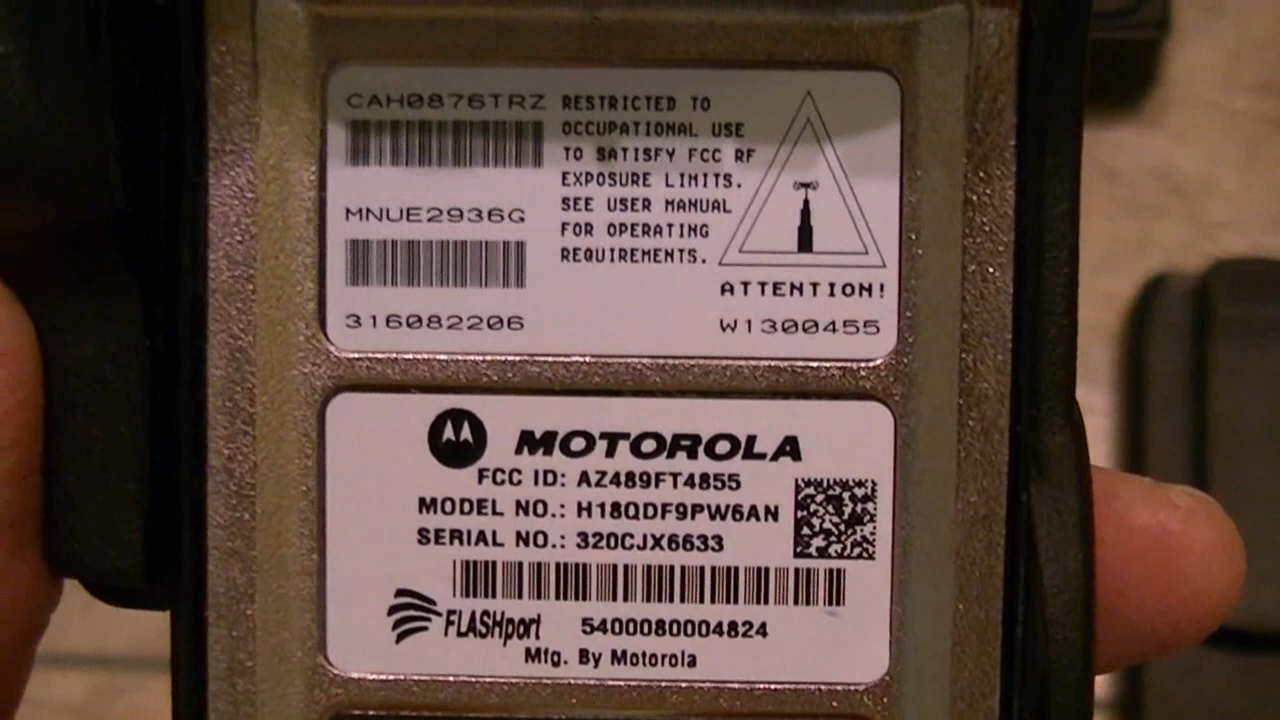 CAH0876TRZ
MNUE2936G
316082206
RESTRICTED TO
OCCUPATIONAL USE
TO SATISFY FCC RF
EXPOSURE LIMITS.
SEE USER MANUAL
FOR OPERATING
REQUIREMENTS.
ATTENTION!
W1300455
MOTOROLA
FCC ID: AZ489FT4855
MODEL NO.: H18QDF9PW6AN
SERIAL NO.: 320CJX6633
FLASHport
5400080004824
Mfg. By Motorola